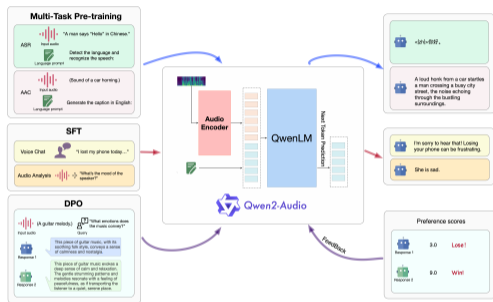 Multi-Task Pre-training
ASR
Input audio
"A man says "Hello" in Chinese."
Language prompt
Detect the language and
recognize the speech:
AAC
Input audio
(Sound of a car horning.)
Language prompt
Generate the caption in English:
SFT
Voice Chat
"I lost my phone today..."
Audio Analysis
"What's the mood of the
speaker?"
DPO
Input audio
(A guitar melody.)
Query
"What emotions does
the music convey?"
Response 1
This piece of guitar music, with its
soothing folk style, conveys a sense
of calmness and nostalgia.
Response 2
This piece of guitar music evokes a
deep sense of calm and relaxation.
The gentle strumming patterns and
melodies resonate with a feeling of
peacefulness, as if transporting the
listener to a quiet, serene place.
Audio
Encoder
QwenLM
Next Token Prediction
Qwen2-Audio
A loud honk from a car startles
a man crossing a busy city
street, the noise echoing through
the bustling
surroundings.
I'm sorry to hear that! Losing
your phone can be frustrating.
She is sad.
FeedBack
Preference scores
Response 1
3.0
Lose!
Response 2
9.0
Win!